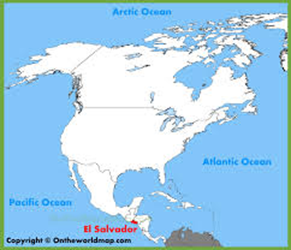 Arctic Ocean
Atlantic Ocean
Pacific Ocean
El Salvador
Copyright © Ontheworldmap.com